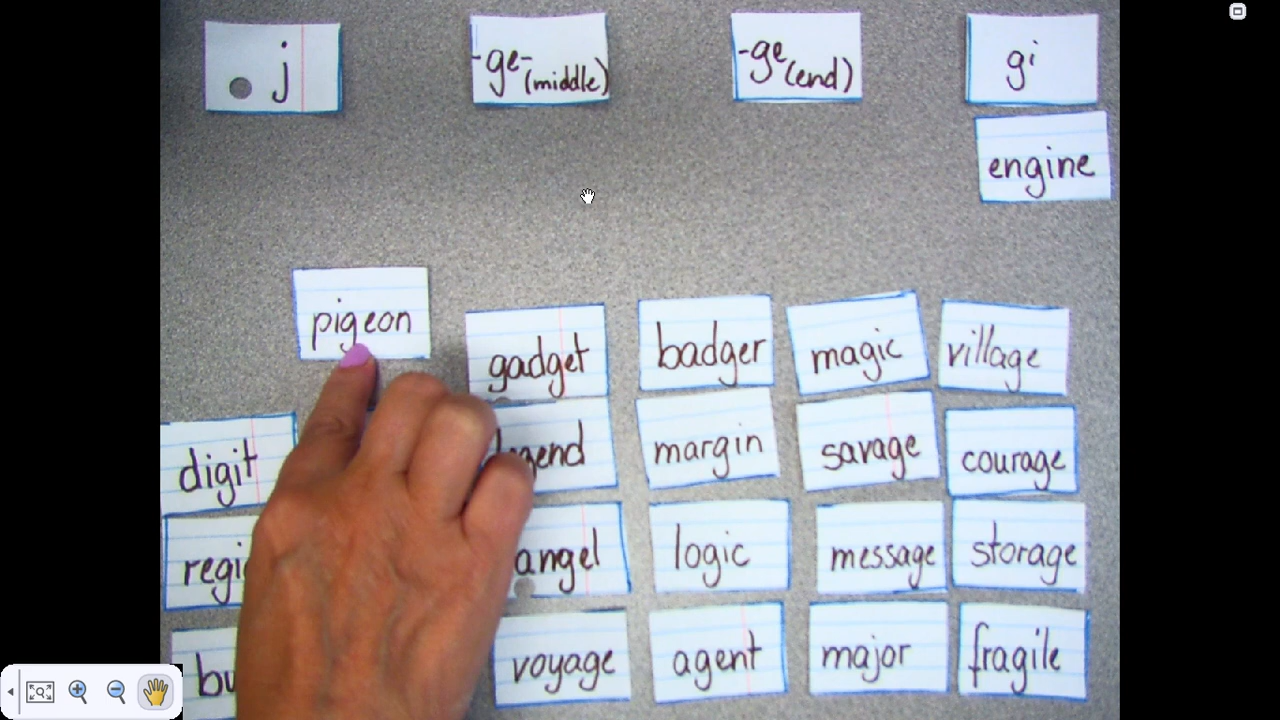 j
-ge-
(middle)
-ge
(end)
gi
engine
pigeon
gadget
badger
magic
village
digit
margin
savage
courage
angel
logic
message
storage
voyage
agent
major
fragile